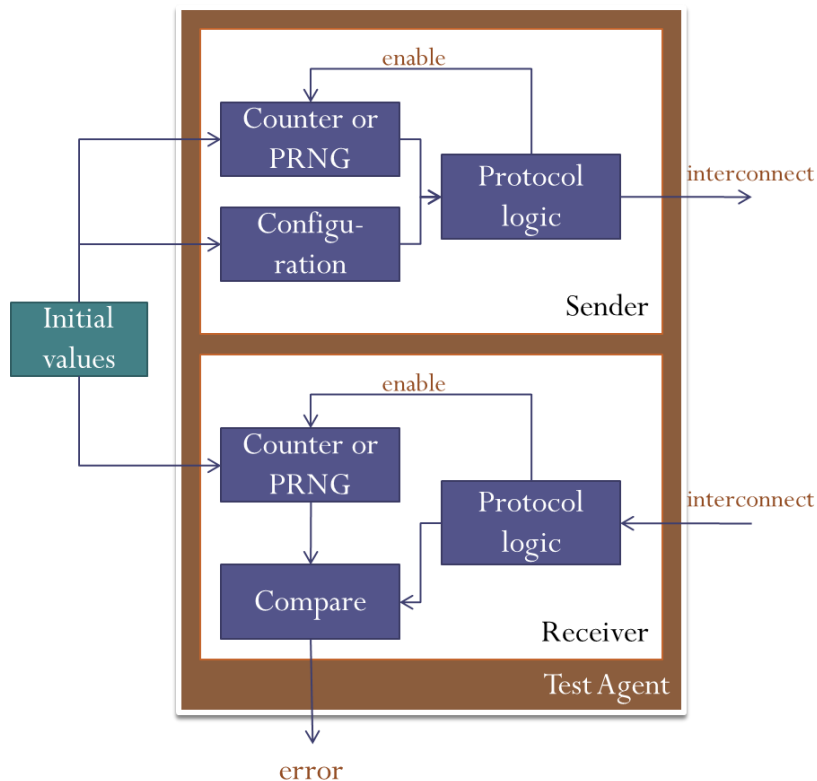 enable
Counter or
PRNG
Protocol
logic
interconnect
Configu-
ration
Sender
Initial
values
enable
Counter or
PRNG
Protocol
logic
interconnect
Compare
Receiver
Test Agent
error